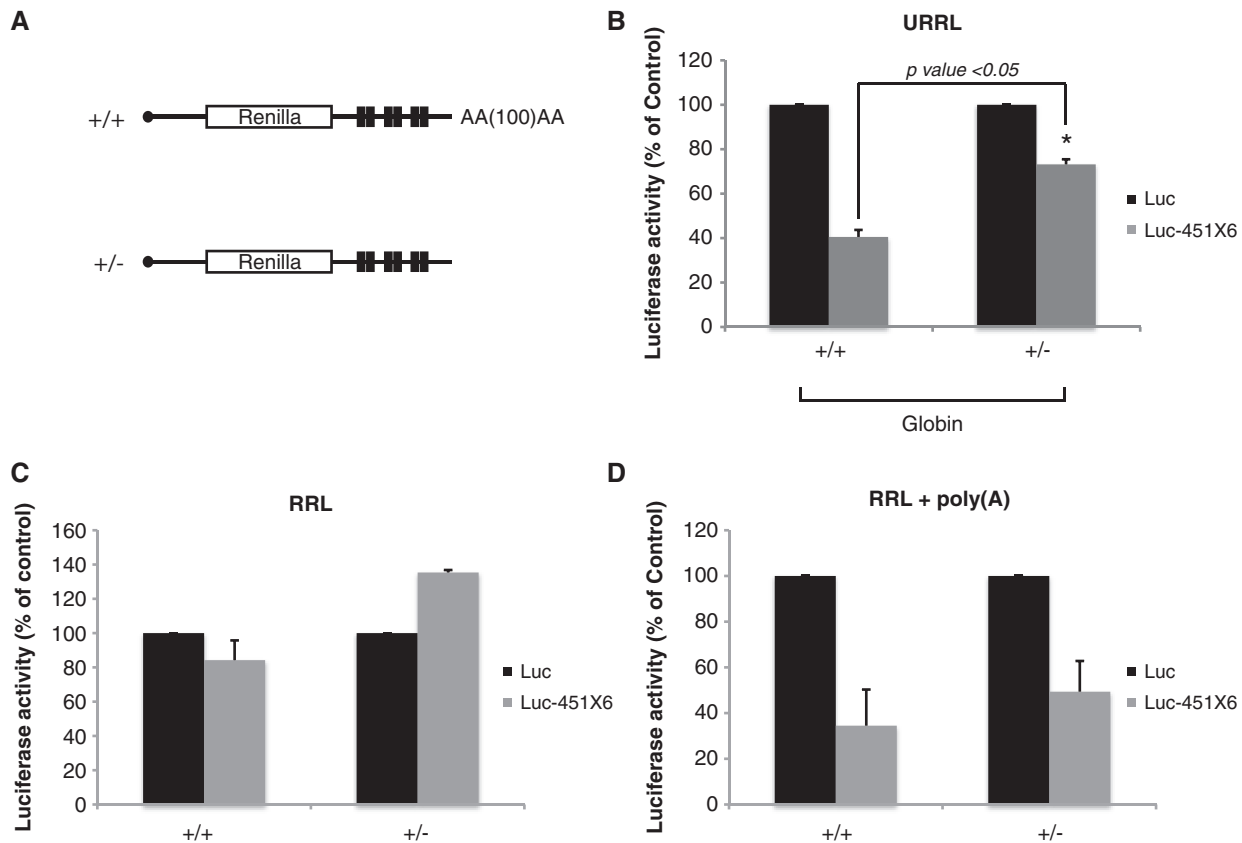 A
+/+
Renilla
AA(100)AA
+/-
Renilla
B
URRL
Luciferase activity (% of Control)
120
100
80
60
40
20
0
p value <0.05
*
Luc
Luc-451X6
+/+
+/-
Globin
C
RRL
Luciferase activity (% of control)
160
140
120
100
80
60
40
20
0
Luc
Luc-451X6
+/+
+/-
D
RRL + poly(A)
Luciferase activity (% of Control)
120
100
80
60
40
20
0
Luc
Luc-451X6
+/+
+/-